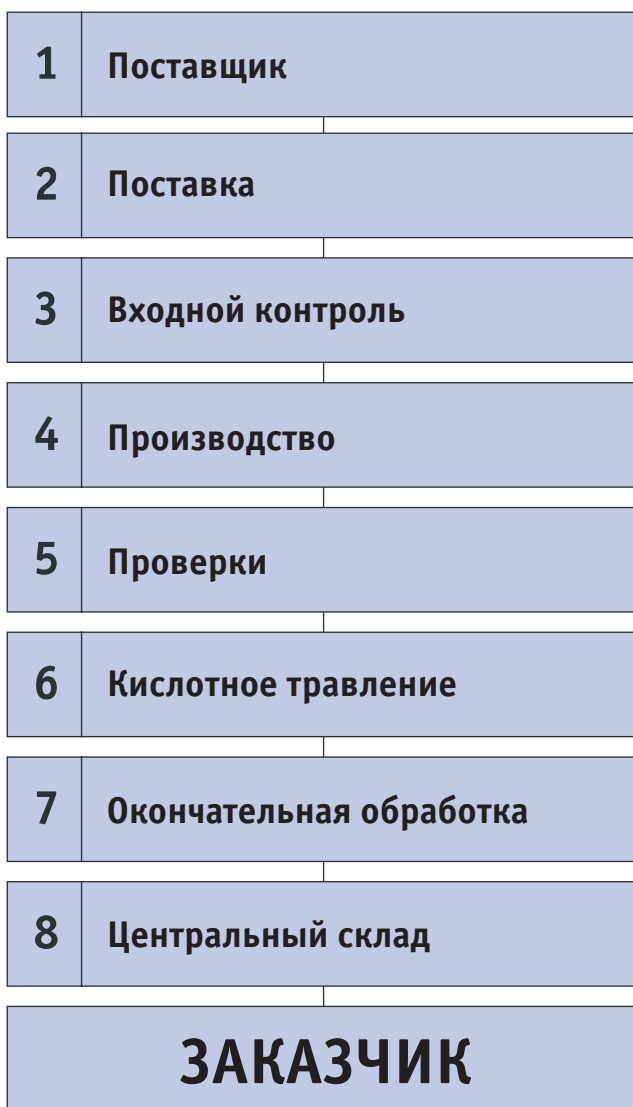 1 Поставщик
2 Поставка
3 Входной контроль
4 Производство
5 Проверки
6 Кислотное травление
7 Окончательная обработка
8 Центральный склад
ЗАКАЗЧИК